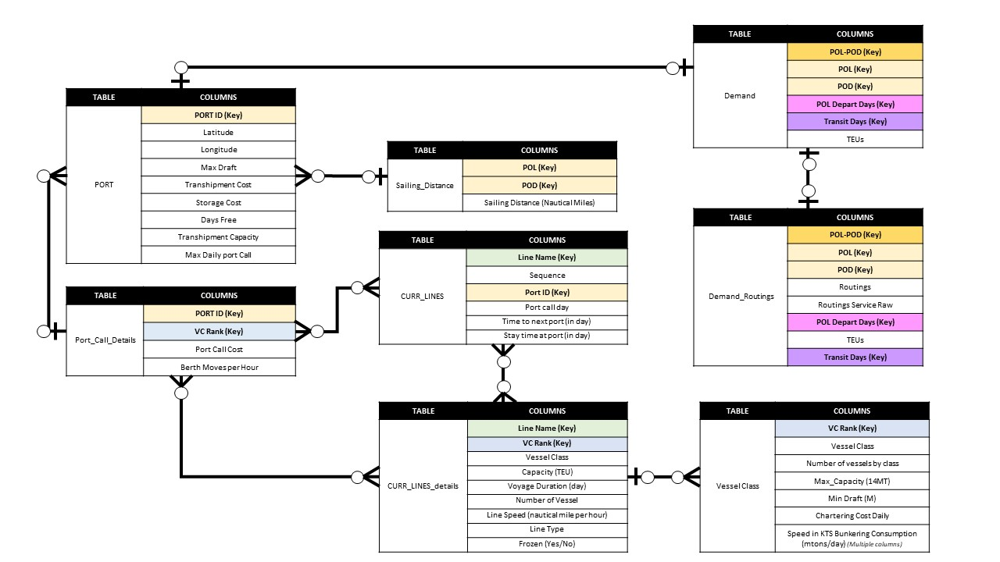 TABLE COLUMNS
PORT
PORT ID (Key)
Latitude
Longitude
Max Draft
Transhipment Cost
Storage Cost
Days Free
Transhipment Capacity
Max Daily port Call
TABLE COLUMNS
Port_Call_Details
PORT ID (Key)
VC Rank (Key)
Port Call Cost
Berth Moves per Hour
TABLE COLUMNS
Sailing_Distance
POL (Key)
POD (Key)
Sailing Distance (Nautical Miles)
TABLE COLUMNS
CURR_LINES
Line Name (Key)
Sequence
Port ID (Key)
Port call day
Time to next port (in day)
Stay time at port (in day)
TABLE COLUMNS
CURR_LINES_details
Line Name (Key)
VC Rank (Key)
Vessel Class
Capacity (TEU)
Voyage Duration (day)
Number of Vessel
Line Speed (nautical mile per hour)
Line Type
Frozen (Yes/No)
TABLE COLUMNS
Demand
POL-POD (Key)
POL (Key)
POD (Key)
POL Depart Days (Key)
Transit Days (Key)
TEUs
TABLE COLUMNS
Demand_Routings
POL-POD (Key)
POL (Key)
POD (Key)
Routings
Routings Service Raw
POL Depart Days (Key)
TEUs
Transit Days (Key)
TABLE COLUMNS
Vessel Class
VC Rank (Key)
Vessel Class
Number of vessels by class
Max_Capacity (14MT)
Min Draft (M)
Chartering Cost Daily
Speed in KTS Bunkering Consumption
(mtons/day) (Multiple columns)